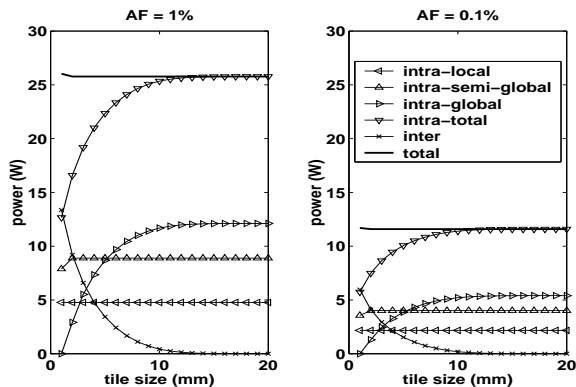 AF = 1%
30
25
20
15
10
5
0
power (W)
0
10
20
tile size (mm)
AF = 0.1%
30
25
20
15
10
5
0
power (W)
intra-local
intra-semi-global
intra-global
intra-total
inter
total
0
10
20
tile size (mm)